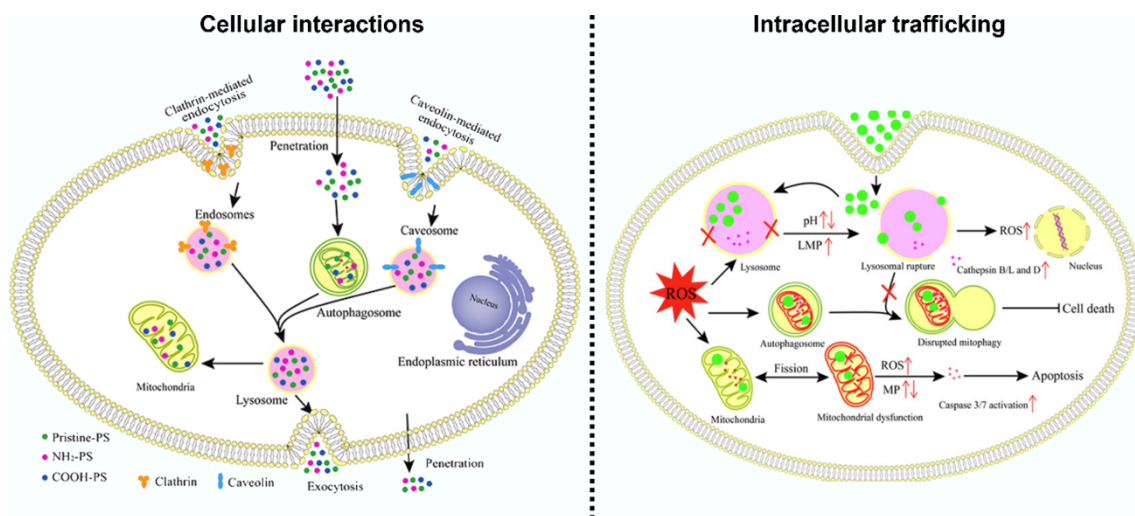 Cellular interactions
Clathrin-mediated
endocytosis
Penetration
Caveolin-mediated
endocytosis
Endosomes
Caveosome
Autophagosome
Nucleus
Endoplasmic reticulum
Mitochondria
Lysosome
Pristine-PS
NH₂-PS
COOH-PS
Clathrin
Caveolin
Exocytosis
Penetration
Intracellular trafficking
pH
LMP
Lysosome
Lysosomal rupture
ROS
Cathepsin B/L and D
Nucleus
ROS
Autophagosome
Disrupted mitophagy
Cell death
Fission
ROS
MP
Mitochondria
Mitochondrial dysfunction
Caspase 3/7 activation
Apoptosis